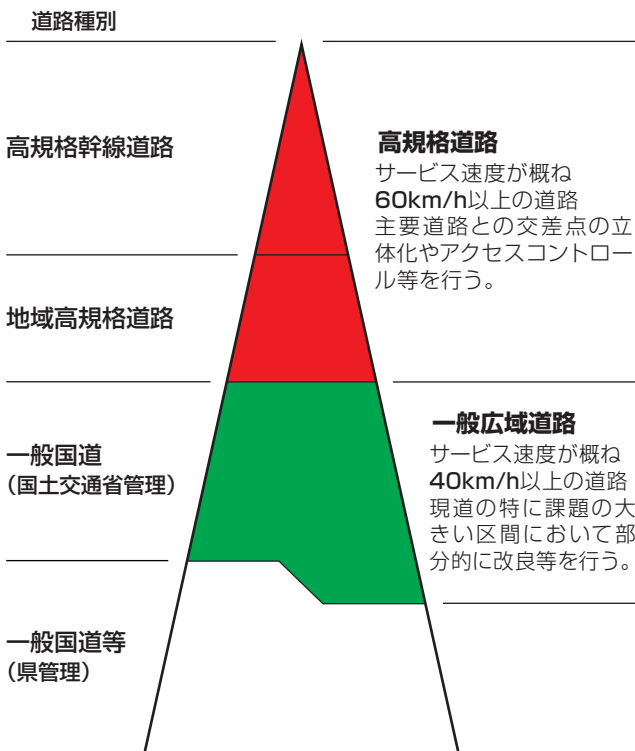 道路種別
高規格幹線道路
高規格道路
サービス速度が概ね
60km/h以上の道路
主要道路との交差点の立
体化やアクセスコントロー
ル等を行う。
地域高規格道路
一般広域道路
サービス速度が概ね
40km/h以上の道路
現道の特に課題の大
きい区間において部
分的に改良等を行う。
一般国道
（国土交通省管理）
一般国道等
（県管理）